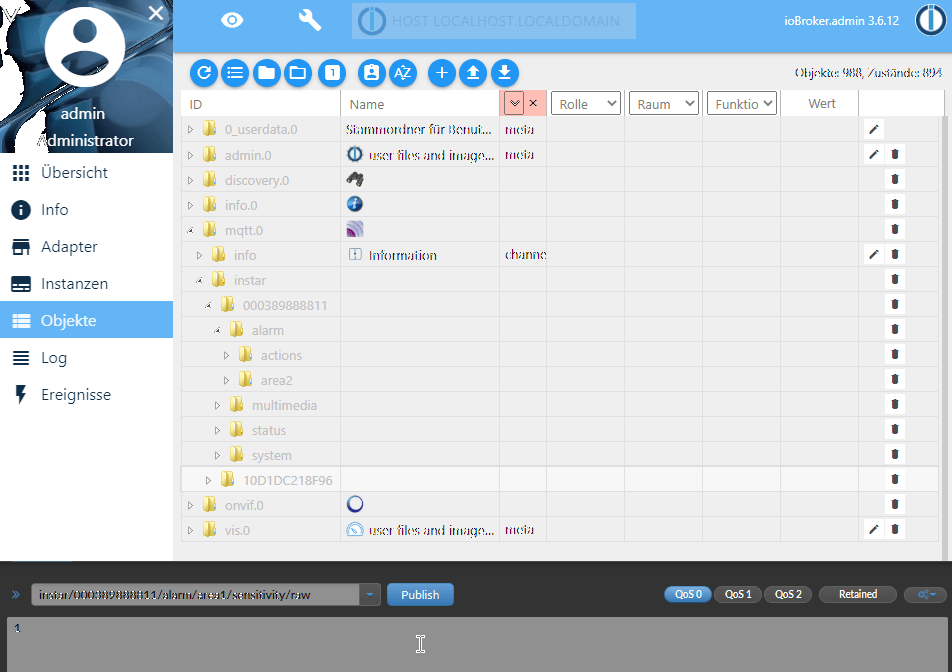 HOST LOCALHOST.LOCALDOMAIN
ioBroker.admin 3.6.12
admin
Administrator
Übersicht
Info
Adapter
Instanzen
Objekte
Log
Ereignisse
1
AZ
Objekte: 988, Zustände: 894
ID Name Rolle Raum Funktio Wert
0_userdata.0 Stammordner für Benut... meta
admin.0 user files and image... meta
discovery.0
info.0
mqtt.0
info Information channe
instar
000389888811
alarm
actions
area2
multimedia
status
system
10D1DC218F96
onvif.0
vis.0 user files and image... meta
instar/000389888811/alarm/area1/sensitivity/raw Publish QoS 0 QoS 1 QoS 2 Retained
1